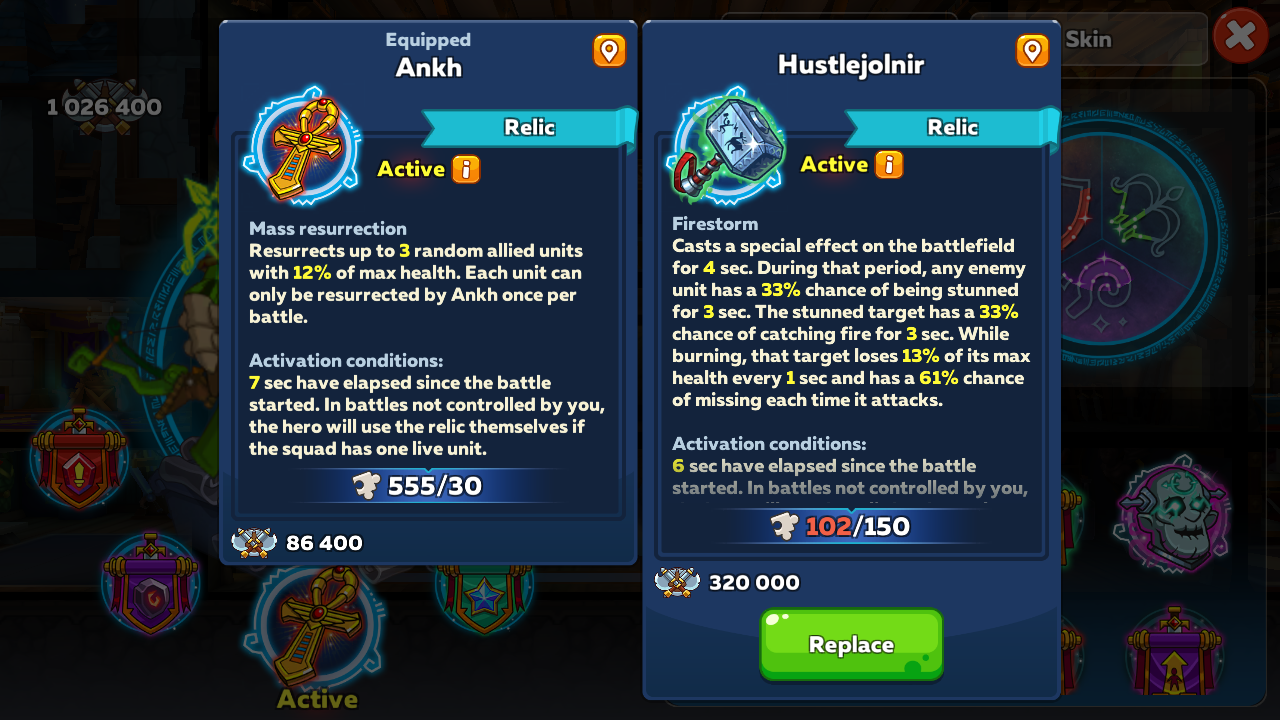 1 026 400
Skin
Equipped
Ankh
Relic
Active
Mass resurrection
Resurrects up to 3 random allied units
with 12% of max health. Each unit can
only be resurrected by Ankh once per
battle.
Activation conditions:
7 sec have elapsed since the battle
started. In battles not controlled by you,
the hero will use the relic themselves if
the squad has one live unit.
555/30
86 400
Active
Hustlejolnir
Relic
Active
Firestorm
Casts a special effect on the battlefield
for 4 sec. During that period, any enemy
unit has a 33% chance of being stunned
for 3 sec. The stunned target has a 33%
chance of catching fire for 3 sec. While
burning, that target loses 13% of its max
health every 1 sec and has a 61% chance
of missing each time it attacks.
Activation conditions:
6 sec have elapsed since the battle
started. In battles not controlled by you,
102/150
320 000
Replace